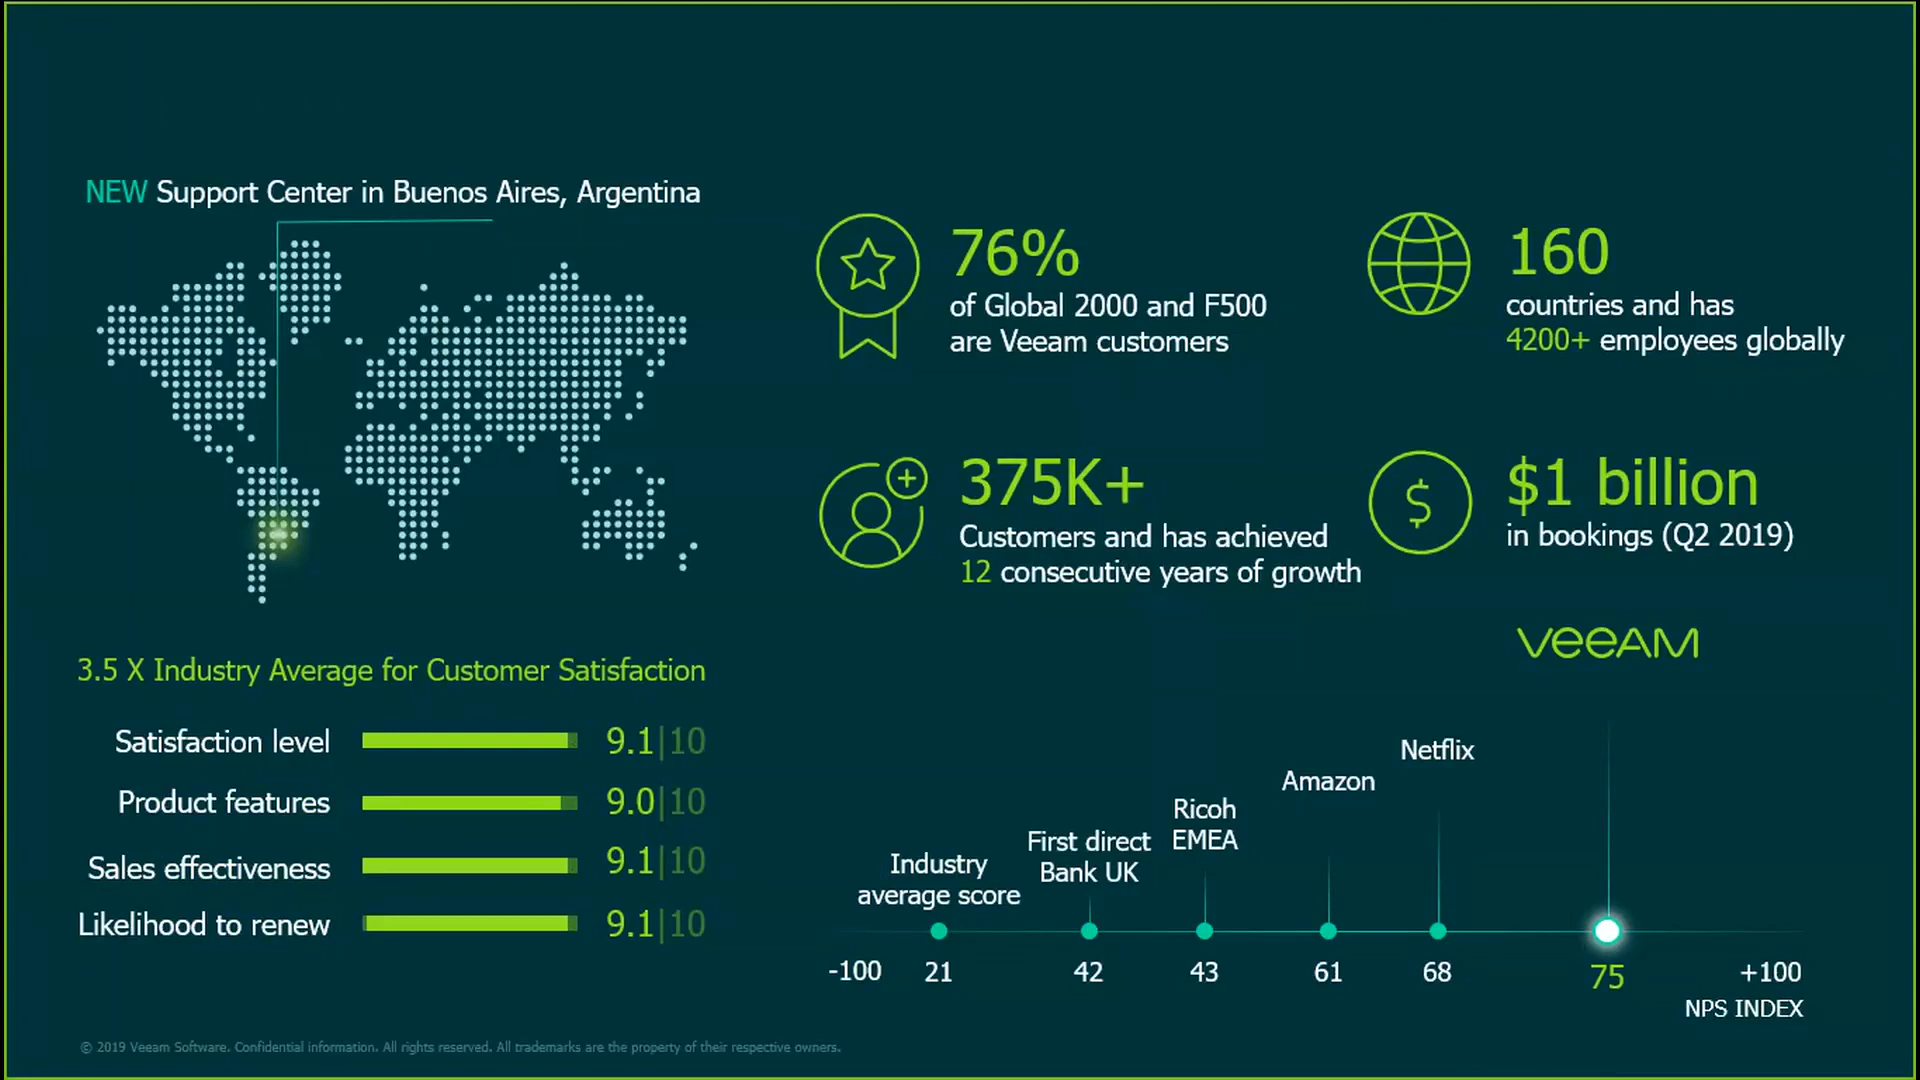 NEW Support Center in Buenos Aires, Argentina
76%
of Global 2000 and F500
are Veeam customers
160
countries and has
4200+ employees globally
375K+
Customers and has achieved
12 consecutive years of growth
$
$1 billion
in bookings (Q2 2019)
3.5 X Industry Average for Customer Satisfaction
Satisfaction level 9.1|10
Product features 9.0|10
Sales effectiveness 9.1|10
Likelihood to renew 9.1|10
veeam
Netflix
Amazon
Ricoh
EMEA
First direct
Bank UK
Industry
average score
-100 21 42 43 61 68 75 +100
NPS INDEX
© 2019 Veeam Software. Confidential information. All rights reserved. All trademarks are the property of their respective owners.